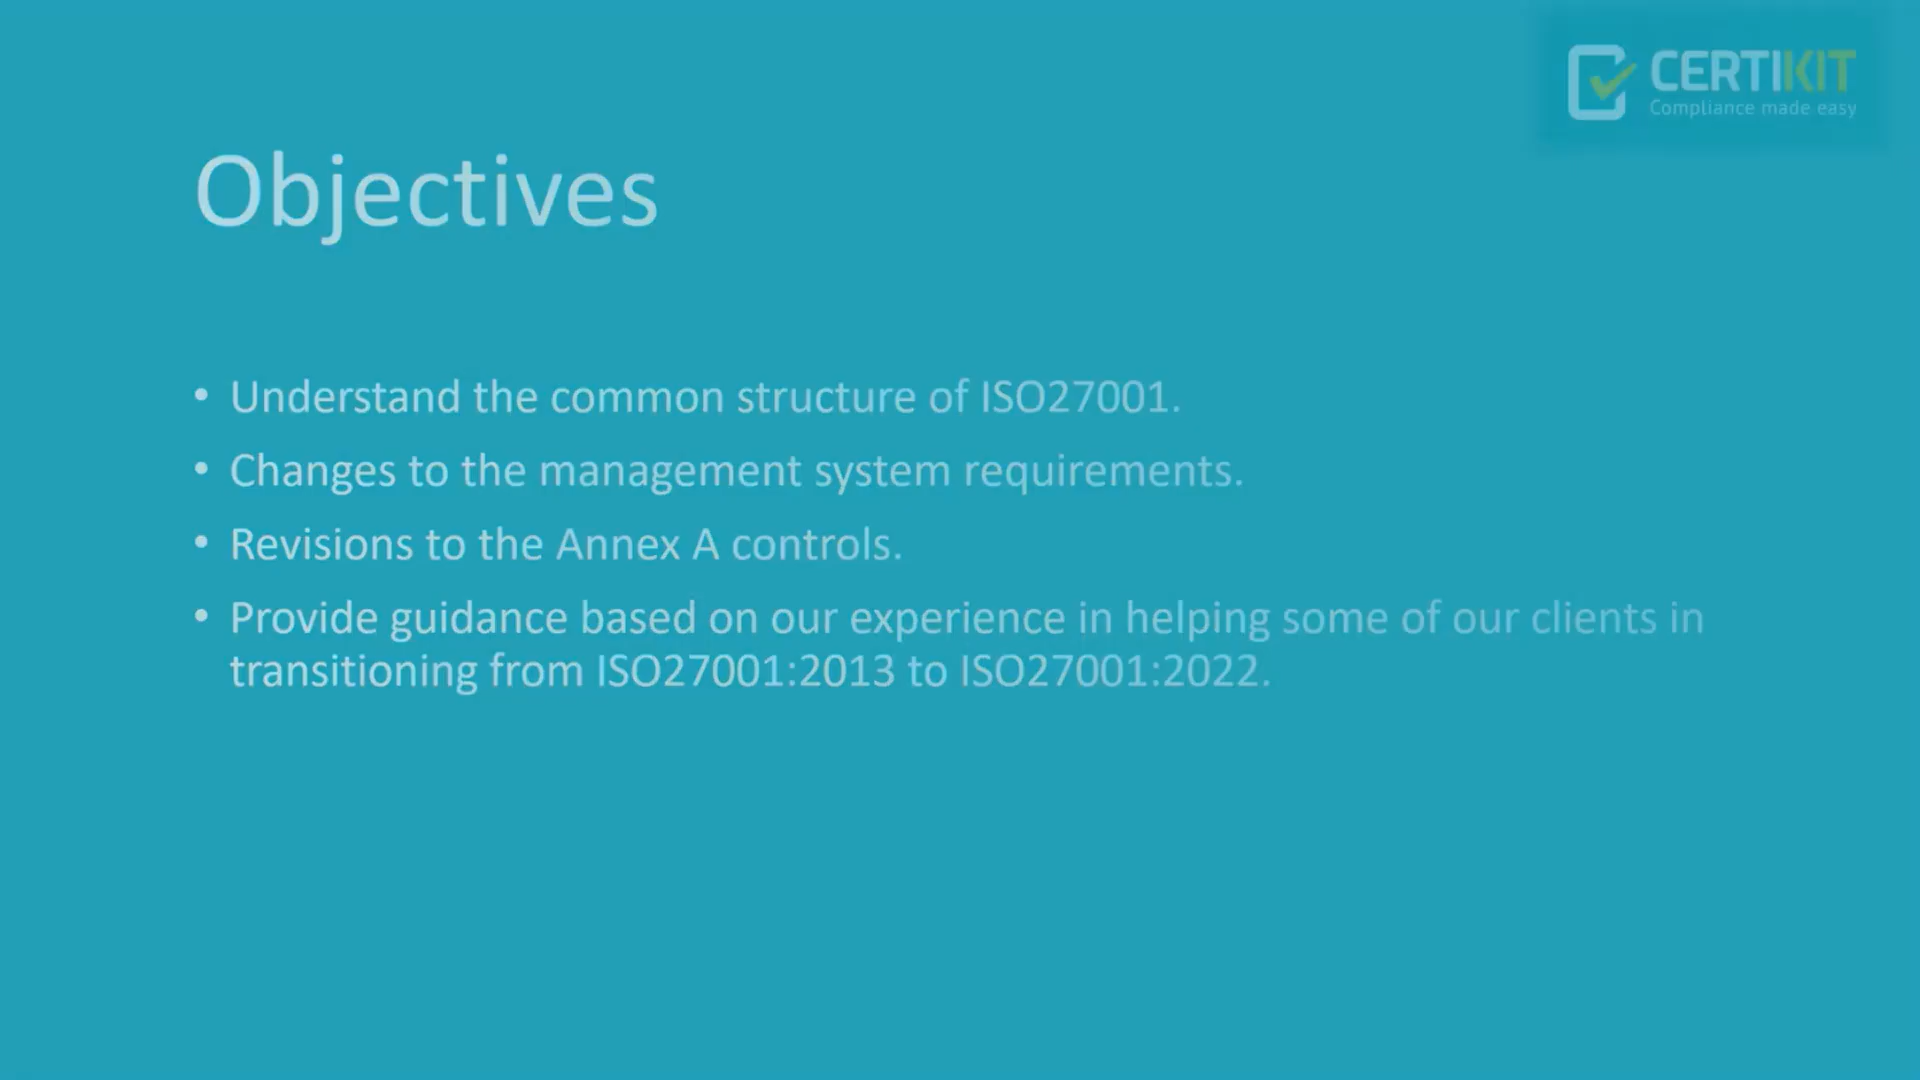 CERTIKIT
Compliance made easy
Objectives
• Understand the common structure of ISO27001.
• Changes to the management system requirements.
• Revisions to the Annex A controls.
• Provide guidance based on our experience in helping some of our clients in
transitioning from ISO27001:2013 to ISO27001:2022.